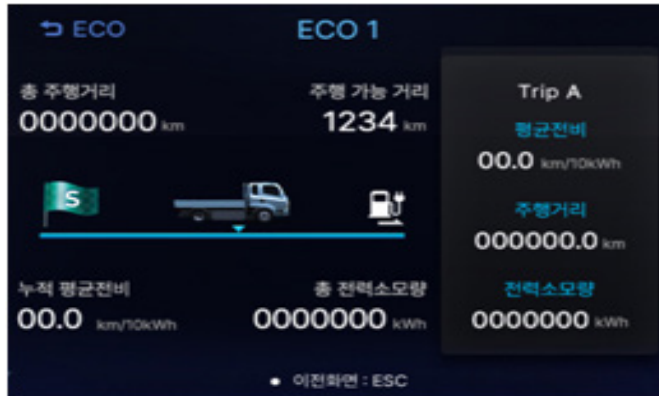 ECO
ECO 1
총 주행거리
0000000 km
주행 가능 거리
1234 km
S
누적 평균전비
00.0 km/10kWh
총 전력소모량
0000000 kWh
Trip A
평균전비
00.0 km/10kWh
주행거리
000000.0 km
전력소모량
0000000 kWh
• 이전화면 : ESC